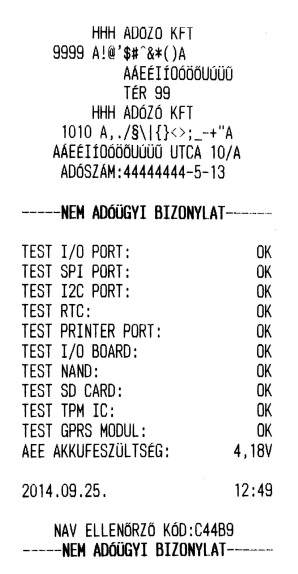 HHH ADÓZÓ KFT
9999 A!@'$#^&*()A
AÁEÉIÍOÓÖŐUÚÜŰ
TÉR 99
HHH ADÓZÓ KFT
1010 A,./§\|{}<>;_-+"A
AÁEÉIÍOÓÖŐUÚÜŰ UTCA 10/A
ADÓSZÁM:44444444-5-13
-----NEM ADÓÜGYI BIZONYLAT------
TEST I/O PORT: OK
TEST SPI PORT: OK
TEST I2C PORT: OK
TEST RTC: OK
TEST PRINTER PORT: OK
TEST I/O BOARD: OK
TEST NAND: OK
TEST SD CARD: OK
TEST TPM IC: OK
TEST GPRS MODUL: OK
AEE AKKUFESZÜLTSÉG: 4,18V
2014.09.25. 12:49
NAV ELLENŐRZŐ KÓD:C44B9
-----NEM ADÓÜGYI BIZONYLAT------